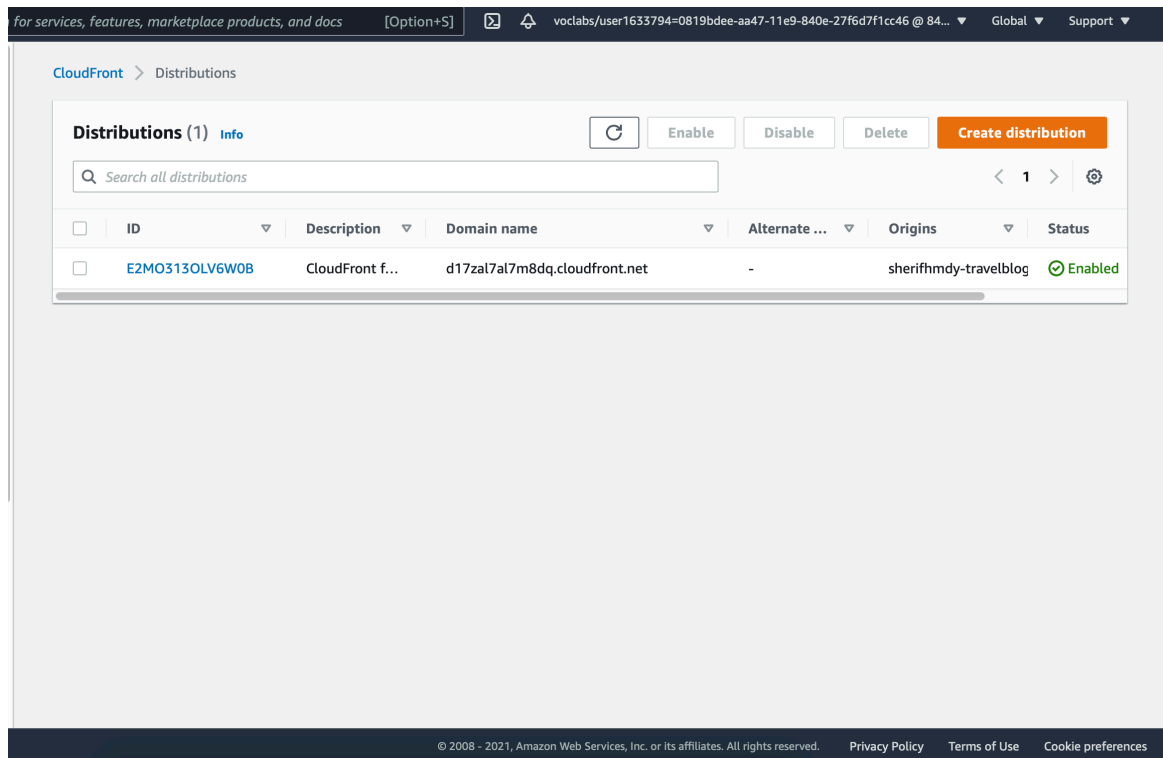 for services, features, marketplace products, and docs [Option+S] voclabs/user1633794=0819bdee-aa47-11e9-840e-27f6d7f1cc46 @ 84... Global Support
CloudFront Distributions
Distributions (1) Info Enable Disable Delete Create distribution
Search all distributions 1
ID Description Domain name Alternate ... Origins Status
E2MO313OLV6W0B CloudFront f... d17zal7al7m8dq.cloudfront.net - sherifhmdy-travelblog Enabled
© 2008 - 2021, Amazon Web Services, Inc. or its affiliates. All rights reserved. Privacy Policy Terms of Use Cookie preferences